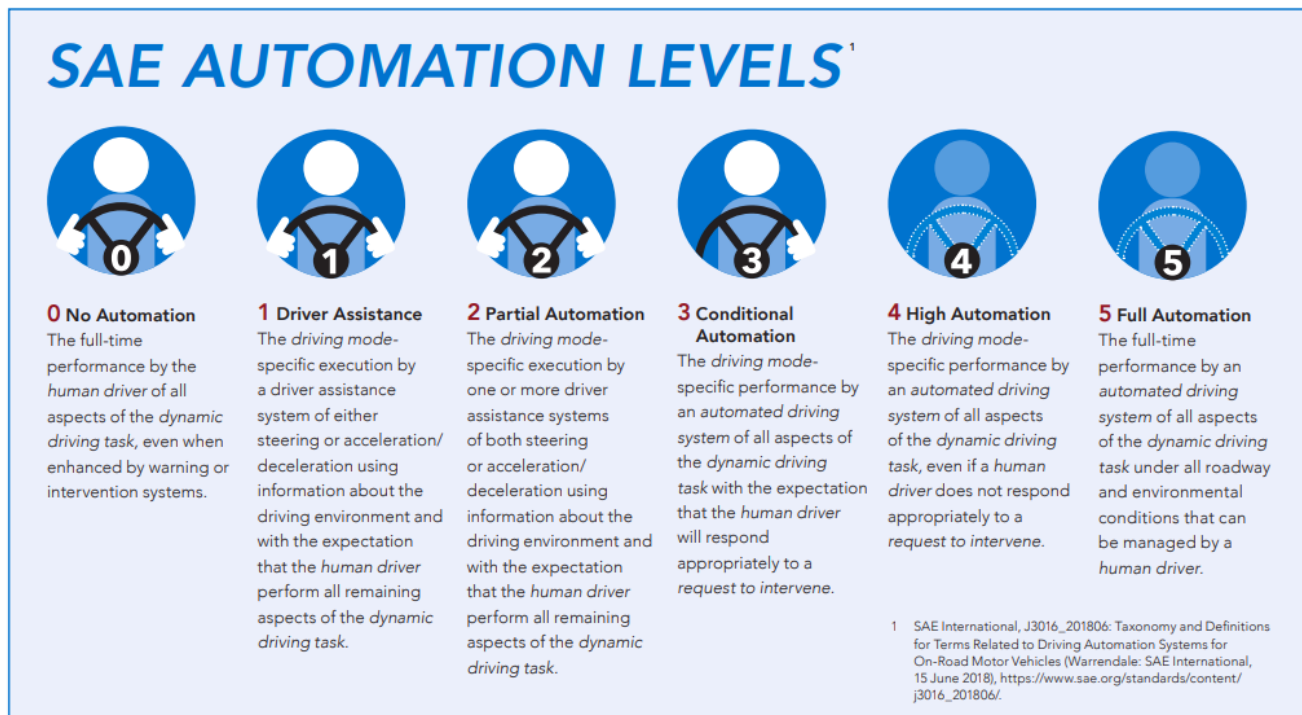 SAE AUTOMATION LEVELS¹
0
1
2
3
4
5
0 No Automation
The full-time
performance by the
human driver of all
aspects of the dynamic
driving task, even when
enhanced by warning or
intervention systems.
1 Driver Assistance
The driving mode-
specific execution by
a driver assistance
system of either
steering or acceleration/
deceleration using
information about the
driving environment and
with the expectation
that the human driver
perform all remaining
aspects of the dynamic
driving task.
2 Partial Automation
The driving mode-
specific execution by
one or more driver
assistance systems
of both steering
or acceleration/
deceleration using
information about the
driving environment and
with the expectation
that the human driver
perform all remaining
aspects of the dynamic
driving task.
3 Conditional
Automation
The driving mode-
specific performance by
an automated driving
system of all aspects of
the dynamic driving
task with the expectation
that the human driver
will respond
appropriately to a
request to intervene.
4 High Automation
The driving mode-
specific performance by
an automated driving
system of all aspects
of the dynamic driving
task, even if a human
driver does not respond
appropriately to a
request to intervene.
5 Full Automation
The full-time
performance by an
automated driving
system of all aspects
of the dynamic driving
task under all roadway
and environmental
conditions that can
be managed by a
human driver.
1 SAE International, J3016_201806: Taxonomy and Definitions
for Terms Related to Driving Automation Systems for
On-Road Motor Vehicles (Warrendale: SAE International,
15 June 2018), https://www.sae.org/standards/content/
j3016_201806/.